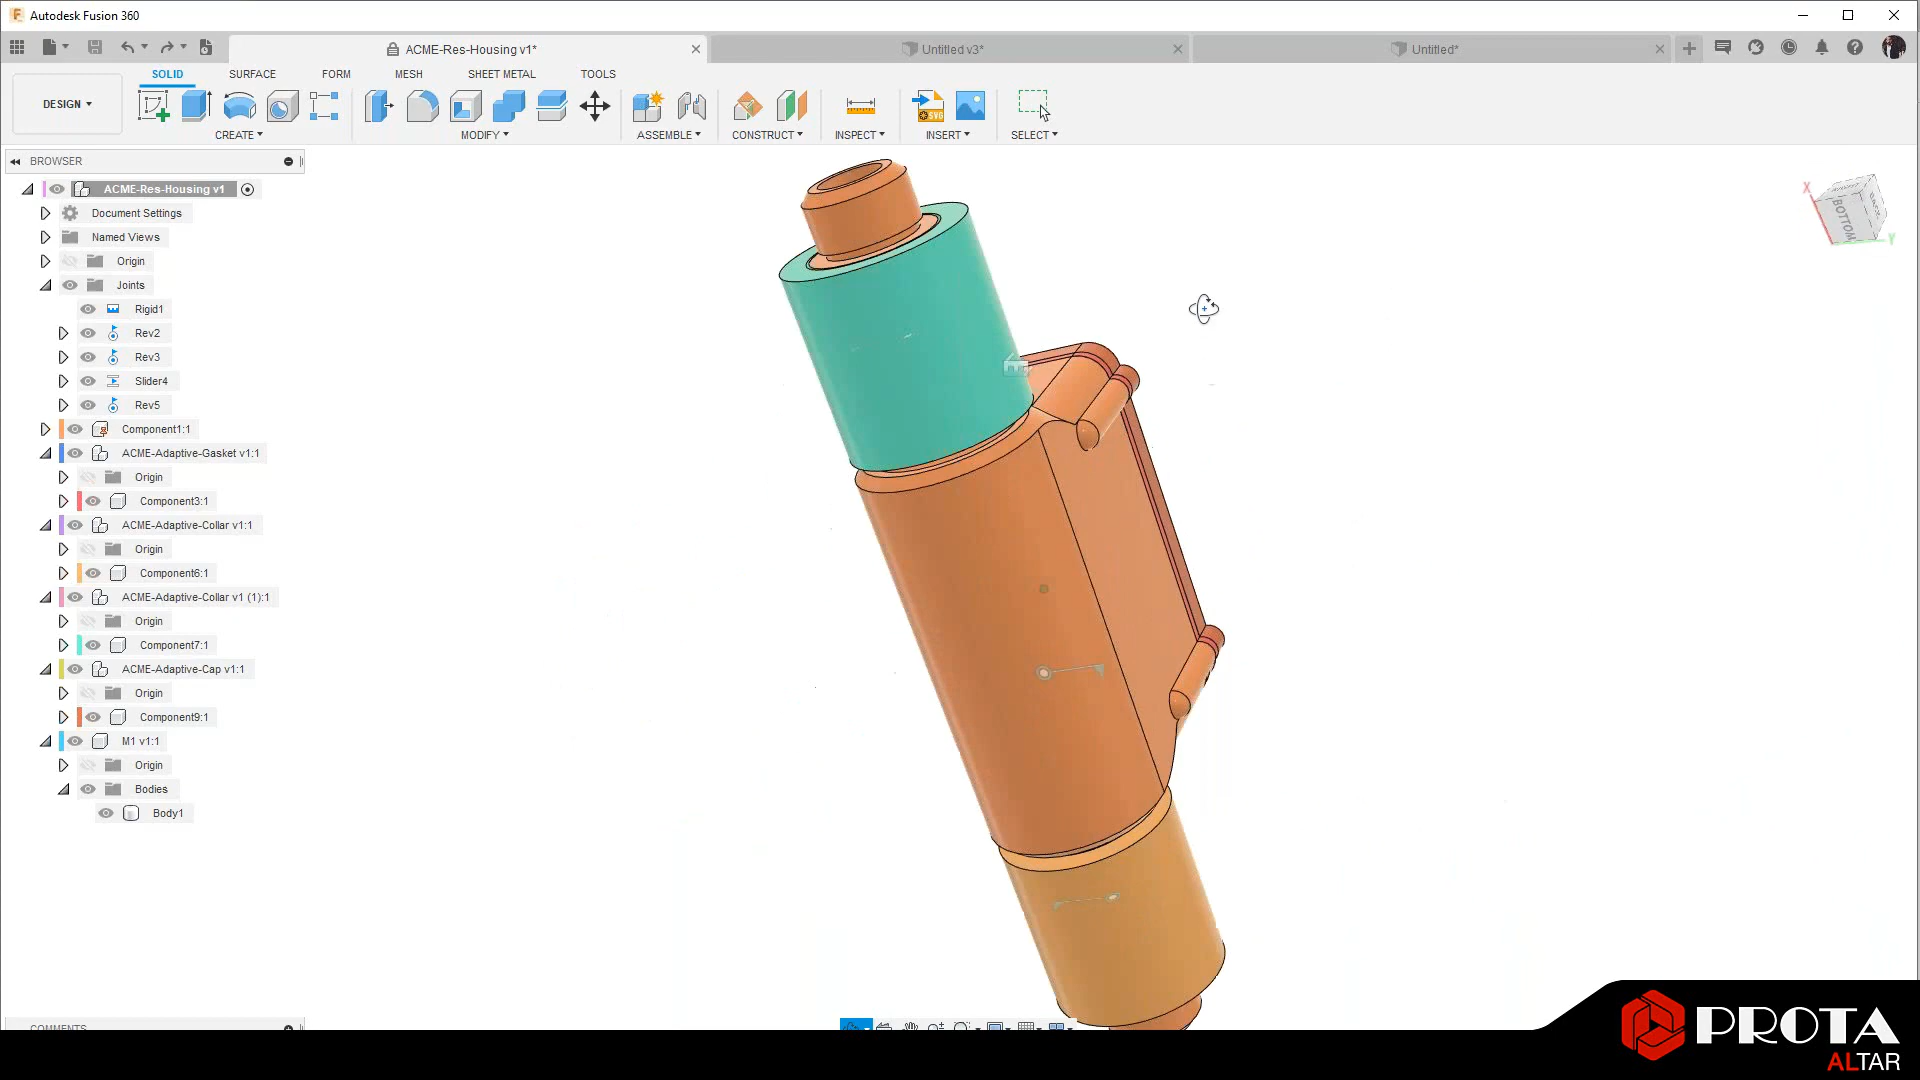 Autodesk Fusion 360
ACME-Res-Housing v1*
Untitled v3*
Untitled*
SOLID
SURFACE
FORM
MESH
SHEET METAL
TOOLS
DESIGN
CREATE
MODIFY
ASSEMBLE
CONSTRUCT
INSPECT
INSERT
SELECT
SVG
BROWSER
ACME-Res-Housing v1
Document Settings
Named Views
Origin
Joints
Rigid1
Rev2
Rev3
Slider4
Rev5
Component1:1
ACME-Adaptive-Gasket v1:1
Origin
Component3:1
ACME-Adaptive-Collar v1:1
Origin
Component6:1
ACME-Adaptive-Collar v1 (1):1
Origin
Component7:1
ACME-Adaptive-Cap v1:1
Origin
Component9:1
M1 v1:1
Origin
Bodies
Body1
COMMENTS
X
BOTTOM
Y
PROTA
ALTAR